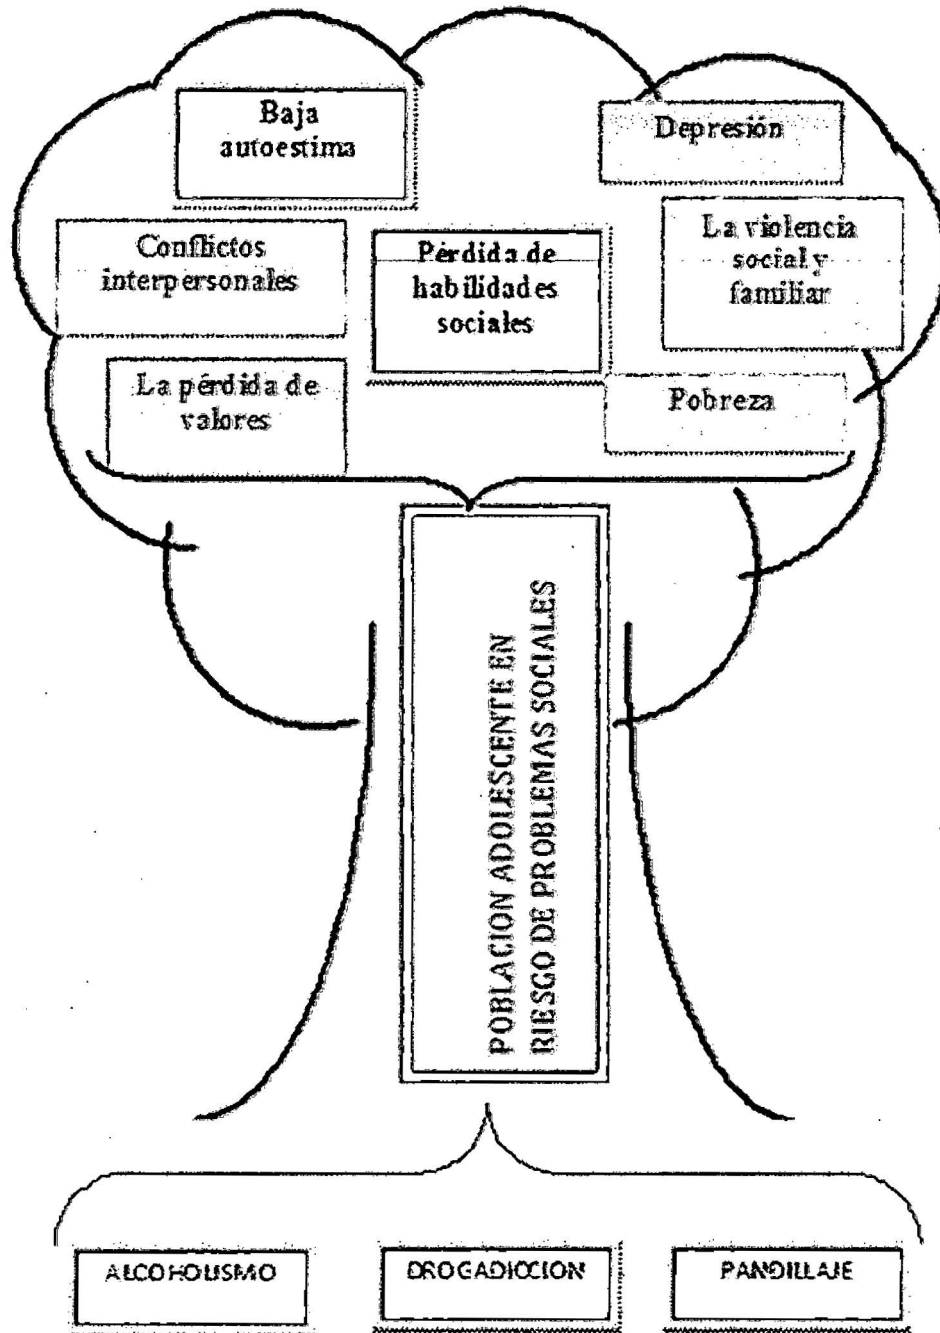 Baja
autoestima
Depresión
Conflictos
interpersonales
Pérdida de
habilidades
sociales
La violencia
social y
familiar
La pérdida de
valores
Pobreza
POBLACION ADOLESCENTE EN
RIESGO DE PROBLEMAS SOCIALES
ALCOHOLISMO
DROGADICCION
PANDILLAJE